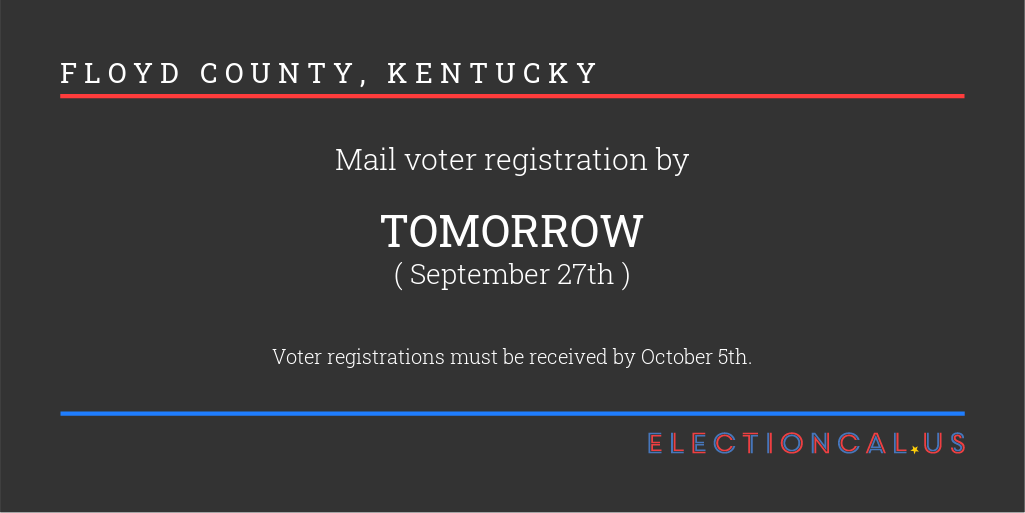 FLOYD COUNTY, KENTUCKY
Mail voter registration by
TOMORROW
( September 27th )
Voter registrations must be received by October 5th.
ELECTIONCAL.US